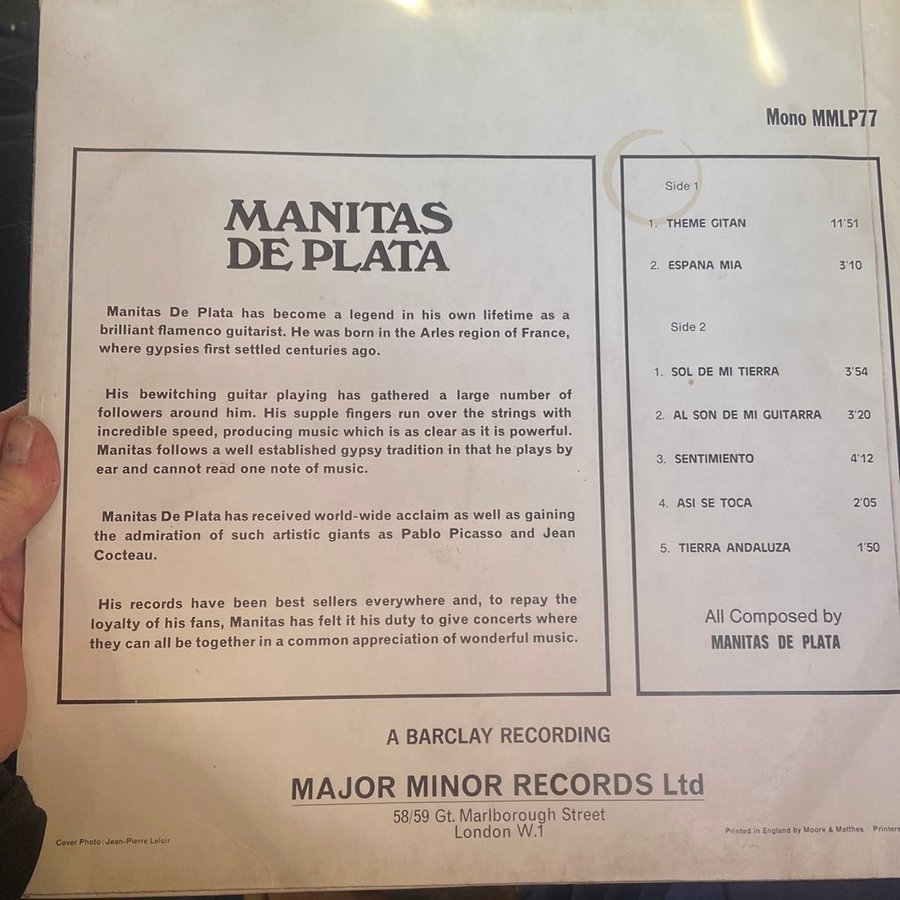 Mono MMLP77
MANITAS
DE PLATA
Manitas De Plata has become a legend in his own lifetime as a
brilliant flamenco guitarist. He was born in the Arles region of France,
where gypsies first settled centuries ago.
His bewitching guitar playing has gathered a large number of
followers around him. His supple fingers run over the strings with
incredible speed, producing music which is as clear as it is powerful.
Manitas follows a well established gypsy tradition in that he plays by
ear and cannot read one note of music.
Manitas De Plata has received world-wide acclaim as well as gaining
the admiration of such artistic giants as Pablo Picasso and Jean
Cocteau.
His records have been best sellers everywhere and, to repay the
loyalty of his fans, Manitas has felt it his duty to give concerts where
they can all be together in a common appreciation of wonderful music.
Side 1
1. THEME GITAN 11'51
2. ESPANA MIA 3'10
Side 2
1. SOL DE MI TIERRA 3'54
2. AL SON DE MI GUITARRA 3'20
3. SENTIMIENTO 4'12
4. ASI SE TOCA 2'05
5. TIERRA ANDALUZA 1'50
All Composed by
MANITAS DE PLATA
A BARCLAY RECORDING
MAJOR MINOR RECORDS Ltd
58/59 Gt. Marlborough Street
London W.1
Cover Photo: Jean-Pierre Leloir
Printed in England by Moore & Matthes · Printers